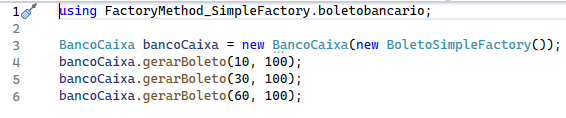 1 using FactoryMethod_SimpleFactory.boletobancario;
2
3 BancoCaixa bancoCaixa = new BancoCaixa(new BoletoSimpleFactory());
4 bancoCaixa.gerarBoleto(10, 100);
5 bancoCaixa.gerarBoleto(30, 100);
6 bancoCaixa.gerarBoleto(60, 100);